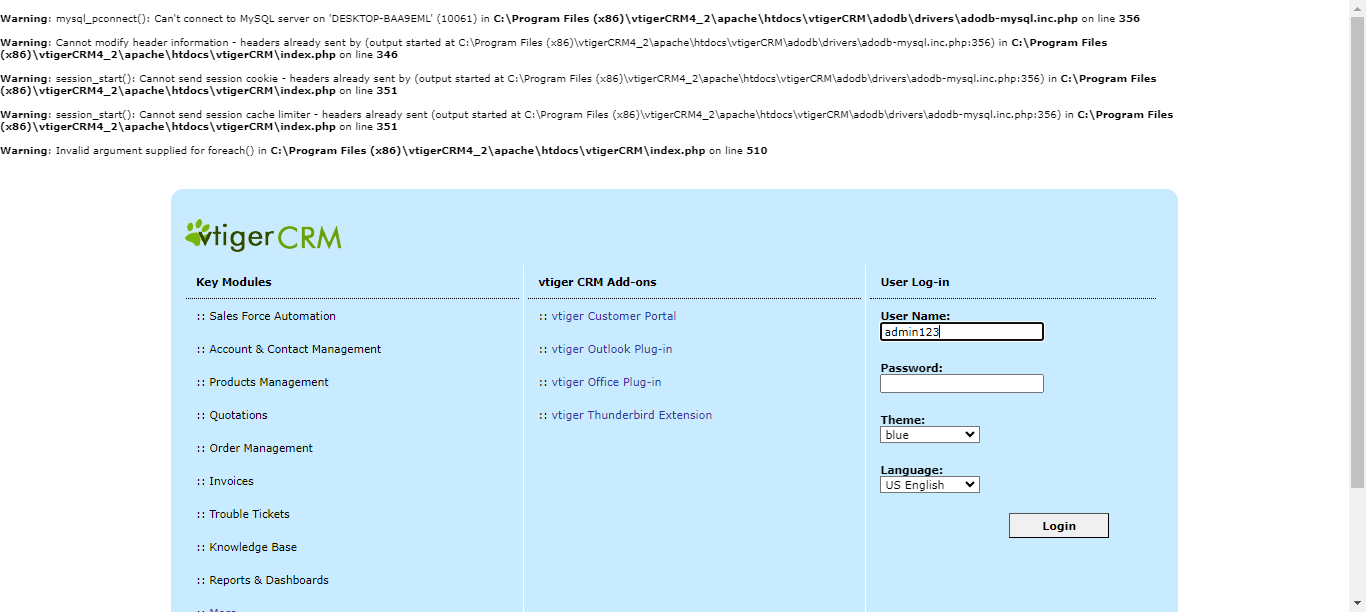 Warning: mysql_pconnect(): Can't connect to MySQL server on 'DESKTOP-BAA9EML' (10061) in C:\Program Files (x86)\vtigerCRM4_2\apache\htdocs\vtigerCRM\adodb\drivers\adodb-mysql.inc.php on line 356
Warning: Cannot modify header information - headers already sent by (output started at C:\Program Files (x86)\vtigerCRM4_2\apache\htdocs\vtigerCRM\adodb\drivers\adodb-mysql.inc.php:356) in C:\Program Files
(x86)\vtigerCRM4_2\apache\htdocs\vtigerCRM\index.php on line 346
Warning: session_start(): Cannot send session cookie - headers already sent by (output started at C:\Program Files (x86)\vtigerCRM4_2\apache\htdocs\vtigerCRM\adodb\drivers\adodb-mysql.inc.php:356) in C:\Program Files
(x86)\vtigerCRM4_2\apache\htdocs\vtigerCRM\index.php on line 351
Warning: session_start(): Cannot send session cache limiter - headers already sent (output started at C:\Program Files (x86)\vtigerCRM4_2\apache\htdocs\vtigerCRM\adodb\drivers\adodb-mysql.inc.php:356) in C:\Program Files
(x86)\vtigerCRM4_2\apache\htdocs\vtigerCRM\index.php on line 351
Warning: Invalid argument supplied for foreach() in C:\Program Files (x86)\vtigerCRM4_2\apache\htdocs\vtigerCRM\index.php on line 510
vtiger CRM
Key Modules
:: Sales Force Automation
:: Account & Contact Management
:: Products Management
:: Quotations
:: Order Management
:: Invoices
:: Trouble Tickets
:: Knowledge Base
:: Reports & Dashboards
:: More
vtiger CRM Add-ons
:: vtiger Customer Portal
:: vtiger Outlook Plug-in
:: vtiger Office Plug-in
:: vtiger Thunderbird Extension
User Log-in
User Name:
admin123
Password:
Theme:
blue
Language:
US English
Login